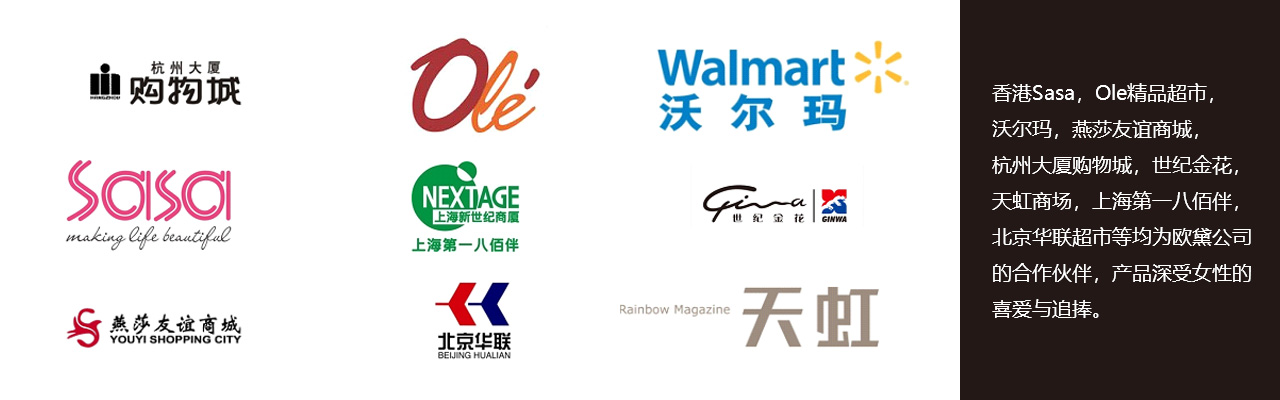 杭州大厦
购物城
HANGZHOU
Olé
Walmart
沃尔玛
sasa
making life beautiful
NEXTAGE
上海新世纪商厦
上海第一八佰伴
Ginwa
世纪金花
GINWA
燕莎友谊商城
YOUYI SHOPPING CITY
北京华联
BEIJING HUALIAN
Rainbow Magazine
天虹
香港Sasa，Ole精品超市，
沃尔玛，燕莎友谊商城，
杭州大厦购物城，世纪金花，
天虹商场，上海第一八佰伴，
北京华联超市等均为欧黛公司
的合作伙伴，产品深受女性的
喜爱与追捧。